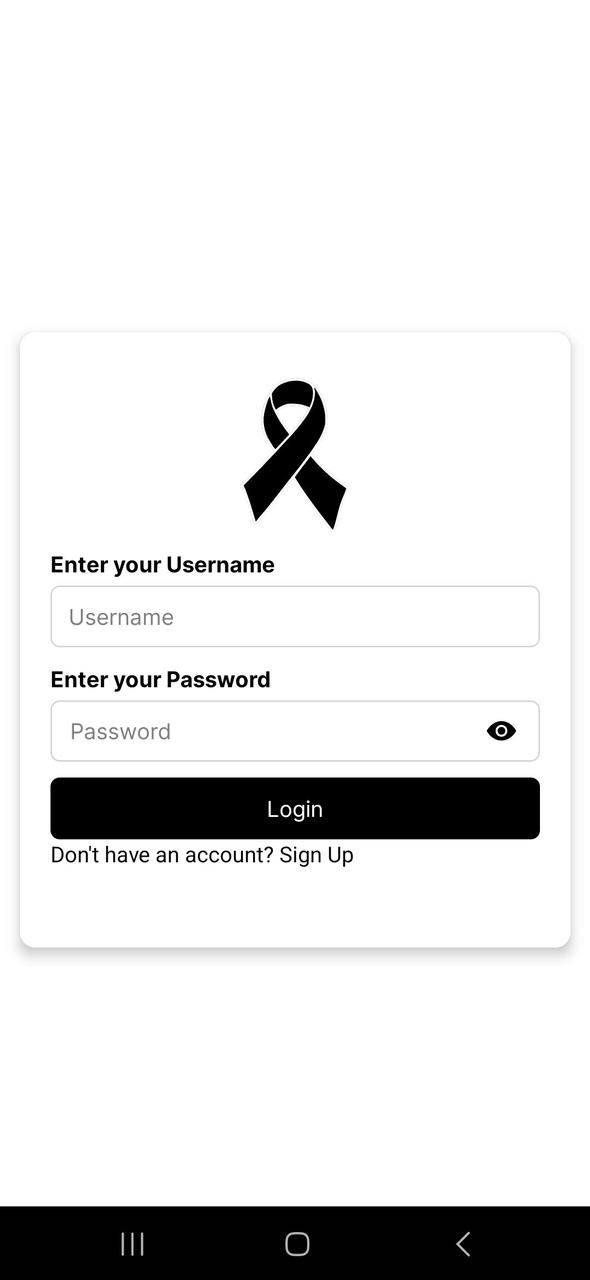 Enter your Username
Username
Enter your Password
Password
Login
Don't have an account? Sign Up